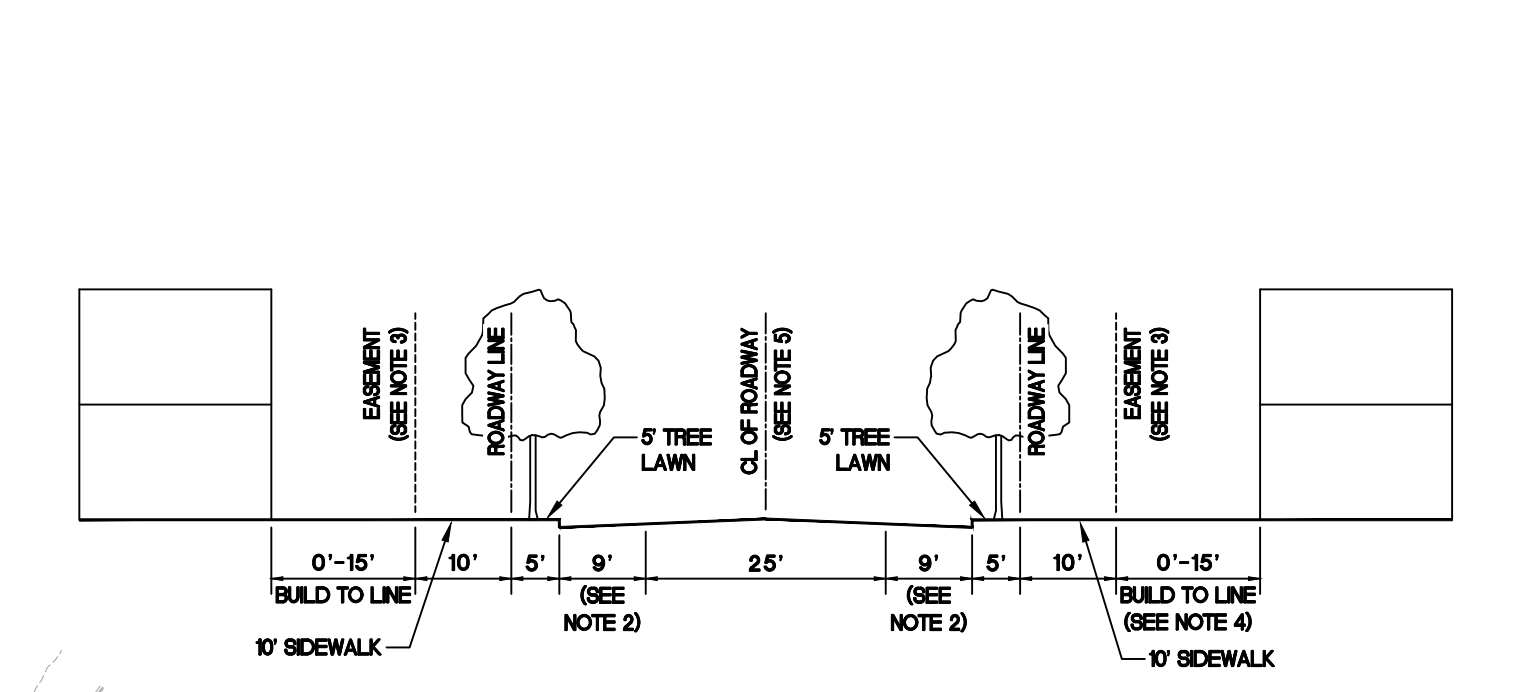 EASEMENT
(SEE NOTE 3)
ROADWAY LINE
CL OF ROADWAY
(SEE NOTE 5)
ROADWAY LINE
EASEMENT
(SEE NOTE 3)
5' TREE
LAWN
5' TREE
LAWN
0'-15'
10'
5'
9'
25'
9'
5'
10'
0'-15'
BUILD TO LINE
(SEE
NOTE 2)
(SEE
NOTE 2)
BUILD TO LINE
(SEE NOTE 4)
10' SIDEWALK
10' SIDEWALK